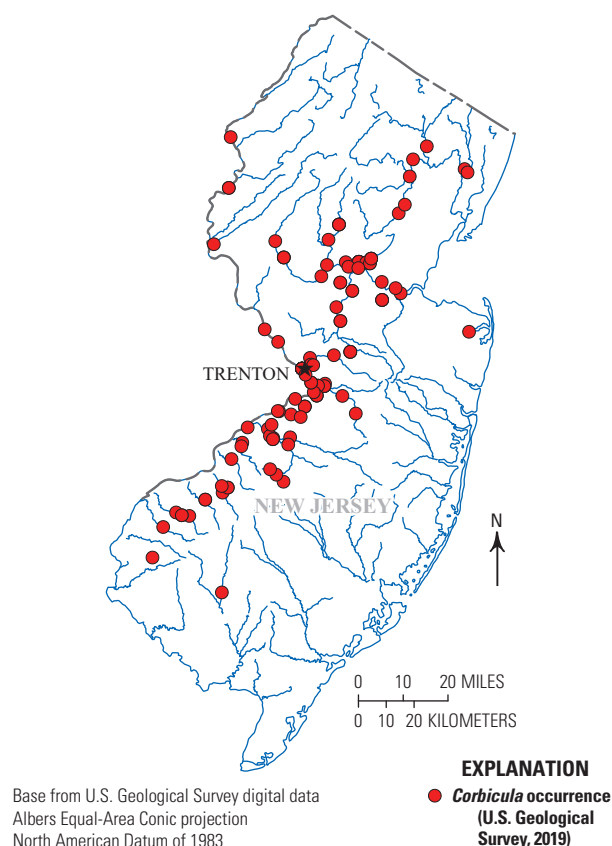 TRENTON
NEW JERSEY
N
0 10 20 MILES
0 10 20 KILOMETERS
EXPLANATION
Corbicula occurrence
(U.S. Geological
Survey, 2019)
Base from U.S. Geological Survey digital data
Albers Equal-Area Conic projection
North American Datum of 1983